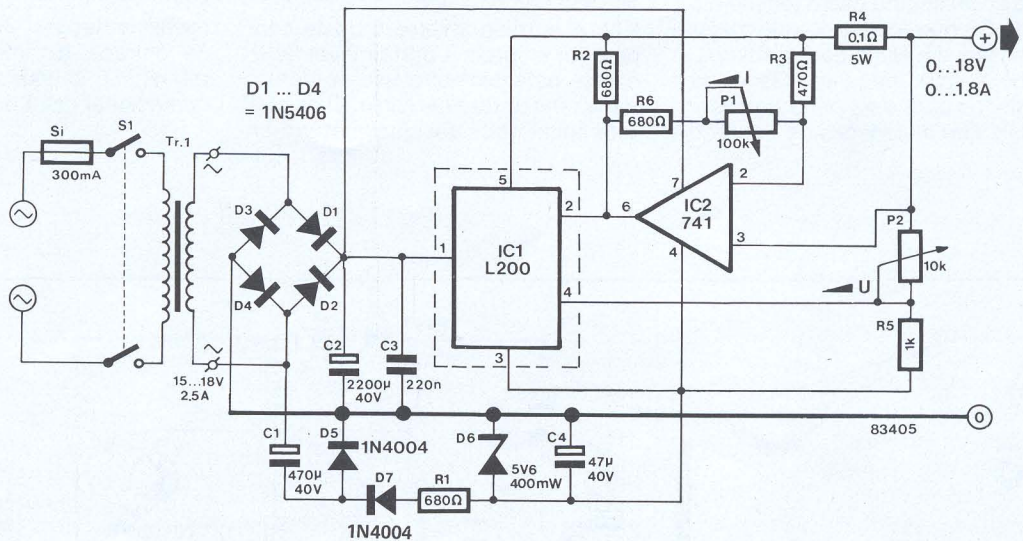 R4
0,1Ω
5W
+
0...18V
0...1.8A
R2
680Ω
R3
470Ω
I
R6
680Ω
P1
100k
D1 ... D4
= 1N5406
Si
300mA
S1
Tr.1
5
7
2
IC2
741
6
3
4
2
P2
10k
U
D3
D1
D4
D2
1
IC1
L200
4
3
R5
1k
15...18V
2,5A
C2
2200μ
40V
C3
220n
0
83405
C1
470μ
40V
D5
1N4004
D6
5V6
400mW
C4
47μ
40V
D7
R1
680Ω
1N4004